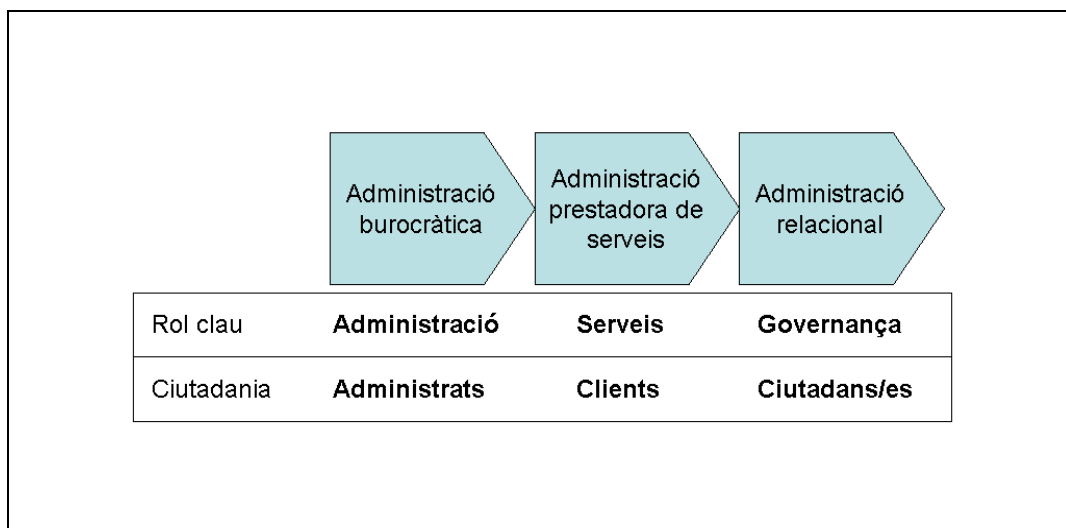 Administració
burocràtica
Administració
prestadora de
serveis
Administració
relacional
Rol clau Administració Serveis Governança
Ciutadania Administrats Clients Ciutadans/es